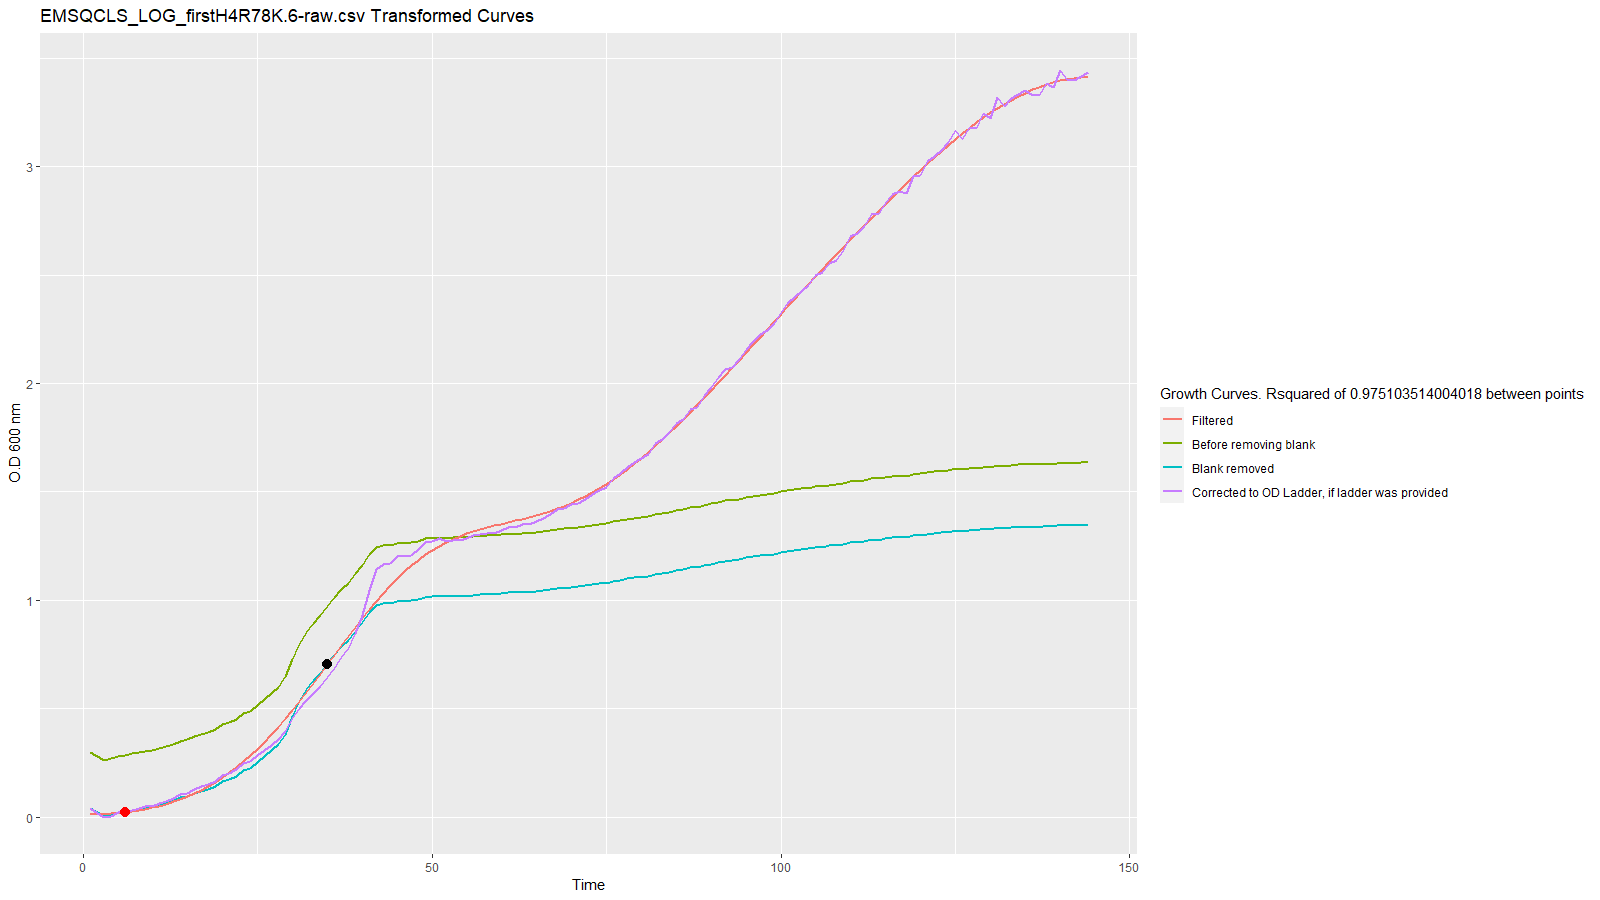 EMSQCLS_LOG_firstH4R78K.6-raw.csv Transformed Curves
O.D 600 nm
3
2
1
0
0
50
100
150
Time
Growth Curves. Rsquared of 0.975103514004018 between points
Filtered
Before removing blank
Blank removed
Corrected to OD Ladder, if ladder was provided